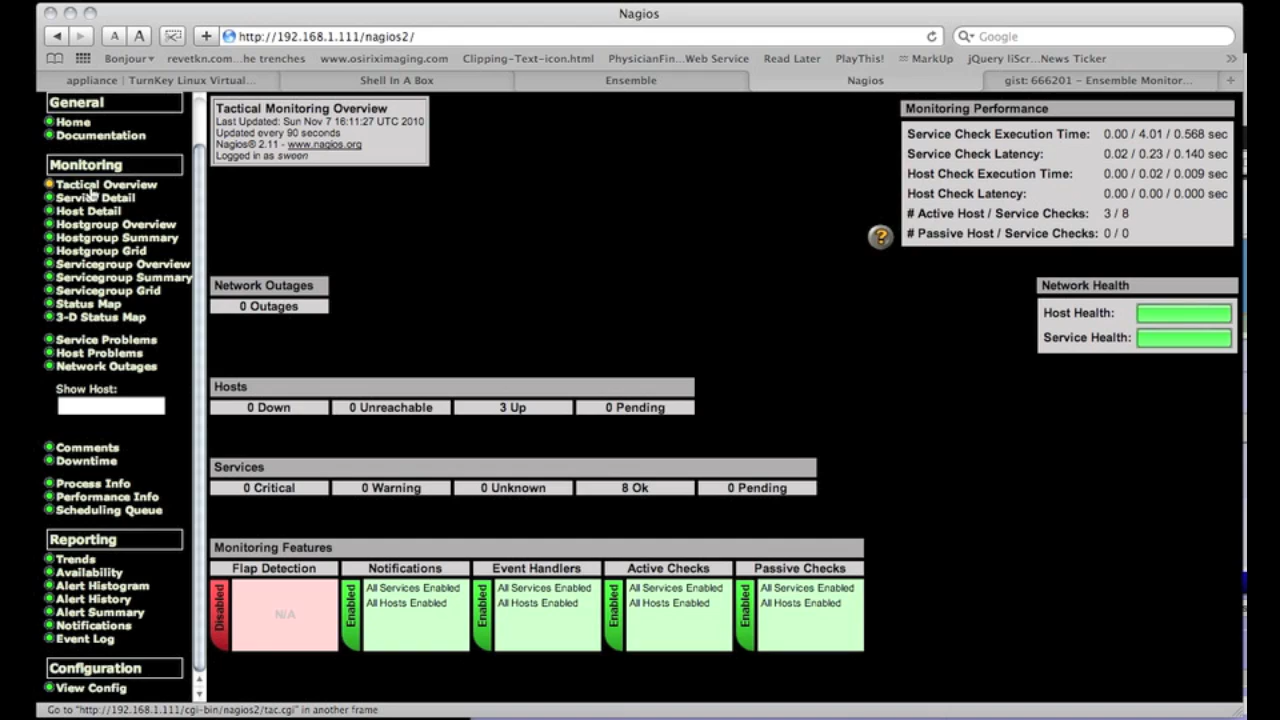 Nagios
http://192.168.1.111/nagios2/
Google
Bonjour revetkn.com...he trenches www.osiriximaging.com Clipping-Text-icon.html PhysicianFin...Web Service Read Later PlayThis! MarkUp jQuery liScr...News Ticker
appliance | TurnKey Linux Virtual... Shell In A Box Ensemble Nagios gist: 666201 – Ensemble Monitor...
General
Home
Documentation
Monitoring
Tactical Overview
Service Detail
Host Detail
Hostgroup Overview
Hostgroup Summary
Hostgroup Grid
Servicegroup Overview
Servicegroup Summary
Servicegroup Grid
Status Map
3-D Status Map
Service Problems
Host Problems
Network Outages
Show Host:
Comments
Downtime
Process Info
Performance Info
Scheduling Queue
Reporting
Trends
Availability
Alert Histogram
Alert History
Alert Summary
Notifications
Event Log
Configuration
View Config
Tactical Monitoring Overview
Last Updated: Sun Nov 7 16:11:27 UTC 2010
Updated every 90 seconds
Nagios® 2.11 - www.nagios.org
Logged in as sweon
Monitoring Performance
Service Check Execution Time: 0.00 / 4.01 / 0.568 sec
Service Check Latency: 0.02 / 0.23 / 0.140 sec
Host Check Execution Time: 0.00 / 0.02 / 0.009 sec
Host Check Latency: 0.00 / 0.00 / 0.000 sec
# Active Host / Service Checks: 3 / 8
# Passive Host / Service Checks: 0 / 0
Network Outages
0 Outages
Network Health
Host Health:
Service Health:
Hosts
0 Down 0 Unreachable 3 Up 0 Pending
Services
0 Critical 0 Warning 0 Unknown 8 Ok 0 Pending
Monitoring Features
Flap Detection Notifications Event Handlers Active Checks Passive Checks
Disabled N/A Enabled All Services Enabled Enabled All Services Enabled Enabled All Services Enabled Enabled All Services Enabled
All Hosts Enabled All Hosts Enabled All Hosts Enabled All Hosts Enabled
Go to "http://192.168.1.111/cgi-bin/nagios2/tac.cgi" in another frame